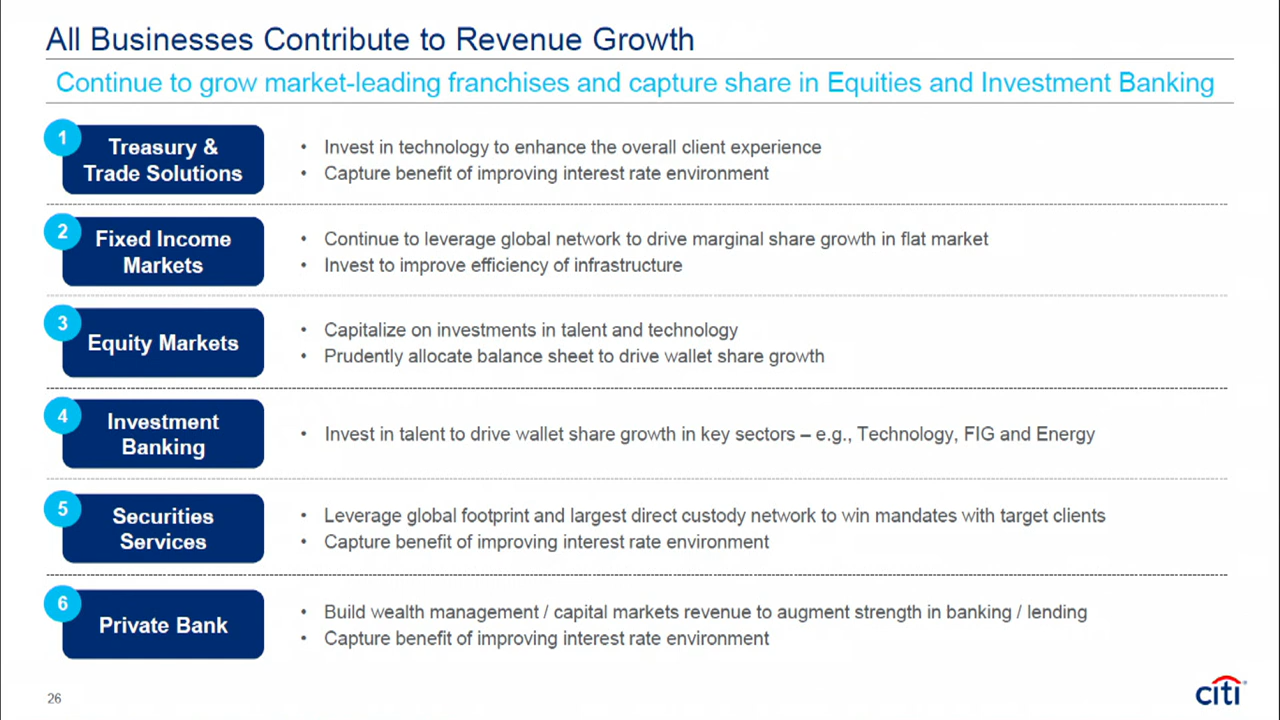 All Businesses Contribute to Revenue Growth
Continue to grow market-leading franchises and capture share in Equities and Investment Banking
1
Treasury &
Trade Solutions
• Invest in technology to enhance the overall client experience
• Capture benefit of improving interest rate environment
2
Fixed Income
Markets
• Continue to leverage global network to drive marginal share growth in flat market
• Invest to improve efficiency of infrastructure
3
Equity Markets
• Capitalize on investments in talent and technology
• Prudently allocate balance sheet to drive wallet share growth
4
Investment
Banking
• Invest in talent to drive wallet share growth in key sectors – e.g., Technology, FIG and Energy
5
Securities
Services
• Leverage global footprint and largest direct custody network to win mandates with target clients
• Capture benefit of improving interest rate environment
6
Private Bank
• Build wealth management / capital markets revenue to augment strength in banking / lending
• Capture benefit of improving interest rate environment
26
citi